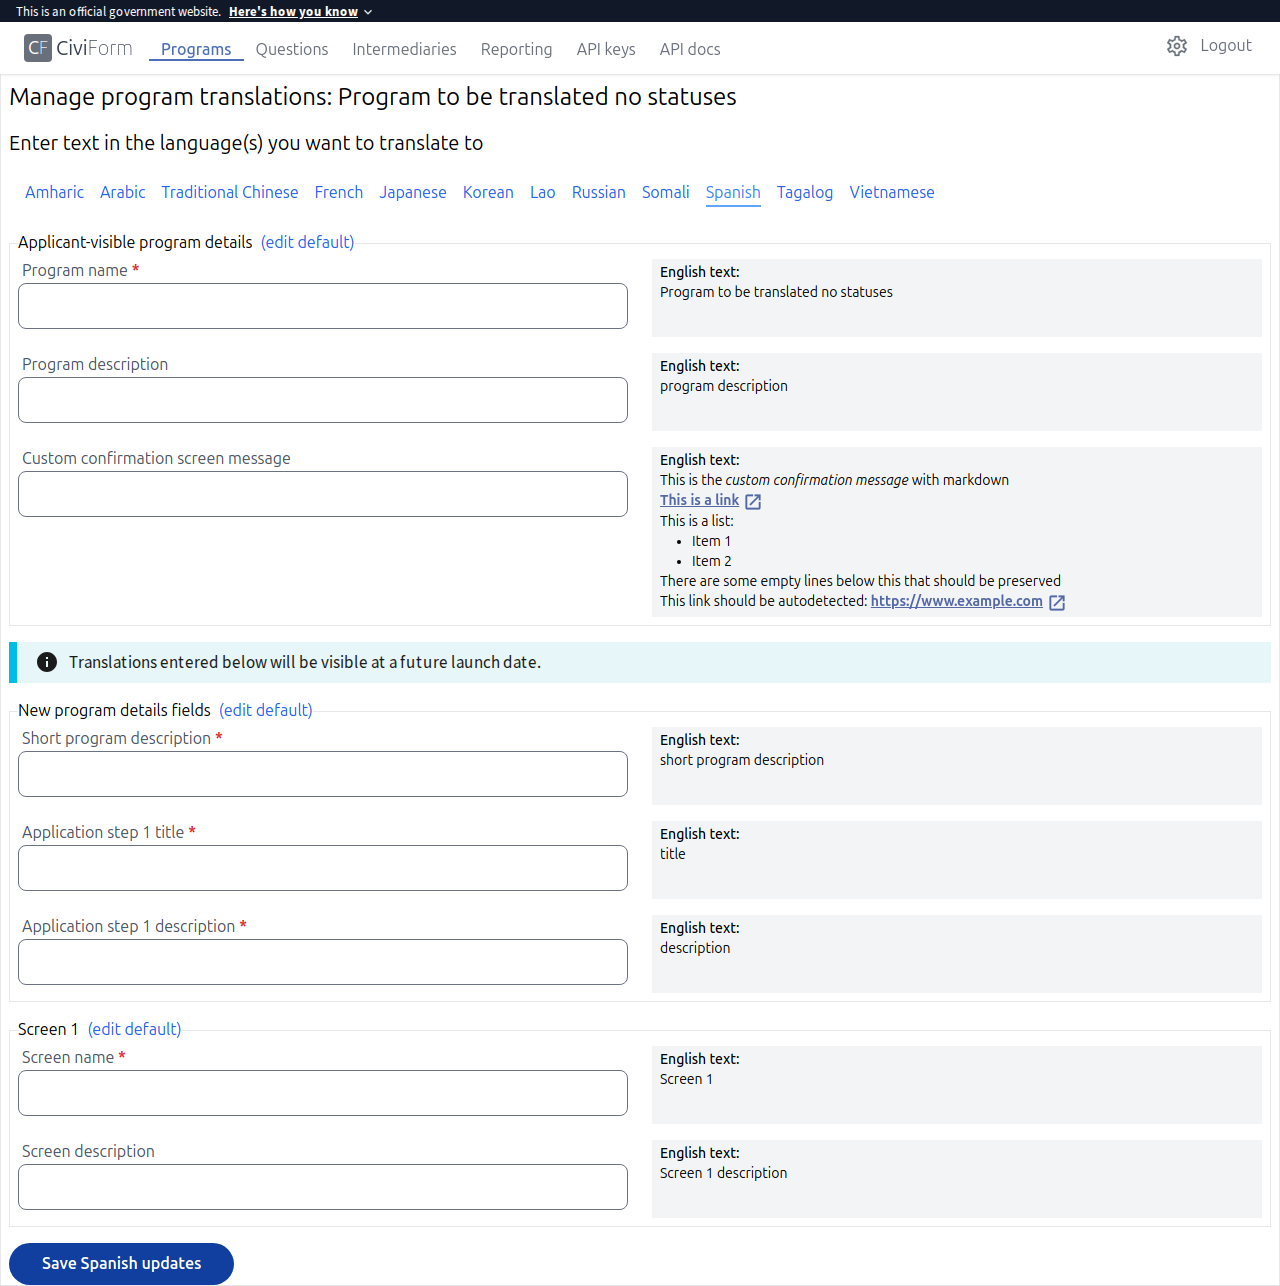 This is an official government website. Here's how you know
CF CiviForm Programs Questions Intermediaries Reporting API keys API docs Logout
Manage program translations: Program to be translated no statuses
Enter text in the language(s) you want to translate to
Amharic Arabic Traditional Chinese French Japanese Korean Lao Russian Somali Spanish Tagalog Vietnamese
Applicant-visible program details (edit default)
Program name *
English text:
Program to be translated no statuses
Program description
English text:
program description
Custom confirmation screen message
English text:
This is the custom confirmation message with markdown
This is a link
This is a list:
• Item 1
• Item 2
There are some empty lines below this that should be preserved
This link should be autodetected: https://www.example.com
Translations entered below will be visible at a future launch date.
New program details fields (edit default)
Short program description *
English text:
short program description
Application step 1 title *
English text:
title
Application step 1 description *
English text:
description
Screen 1 (edit default)
Screen name *
English text:
Screen 1
Screen description
English text:
Screen 1 description
Save Spanish updates